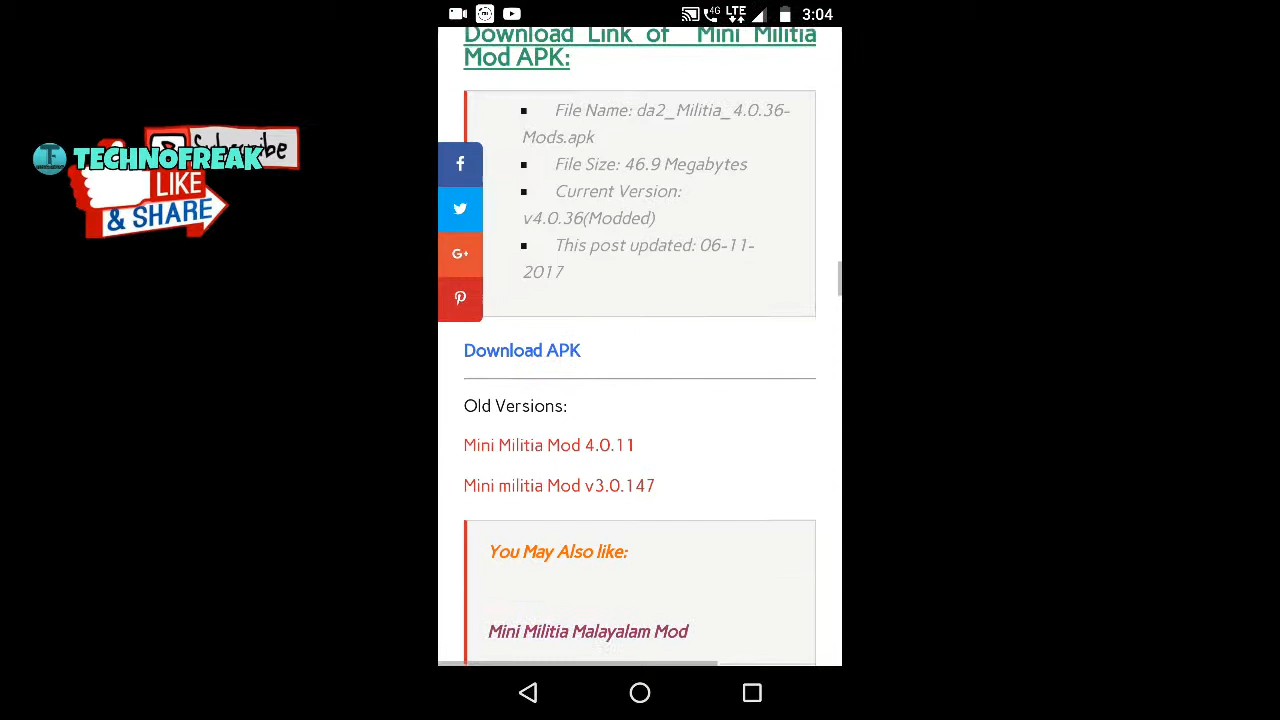 4G LTE 3:04
Download Link of Mini Militia
Mod APK:
File Name: da2_Militia_4.0.36-
Mods.apk
File Size: 46.9 Megabytes
Current Version:
v4.0.36(Modded)
This post updated: 06-11-
2017
f
G+
Subscribe
TECHNOFREAK
LIKE
& SHARE
Download APK
Old Versions:
Mini Militia Mod 4.0.11
Mini militia Mod v3.0.147
You May Also like:
Mini Militia Malayalam Mod